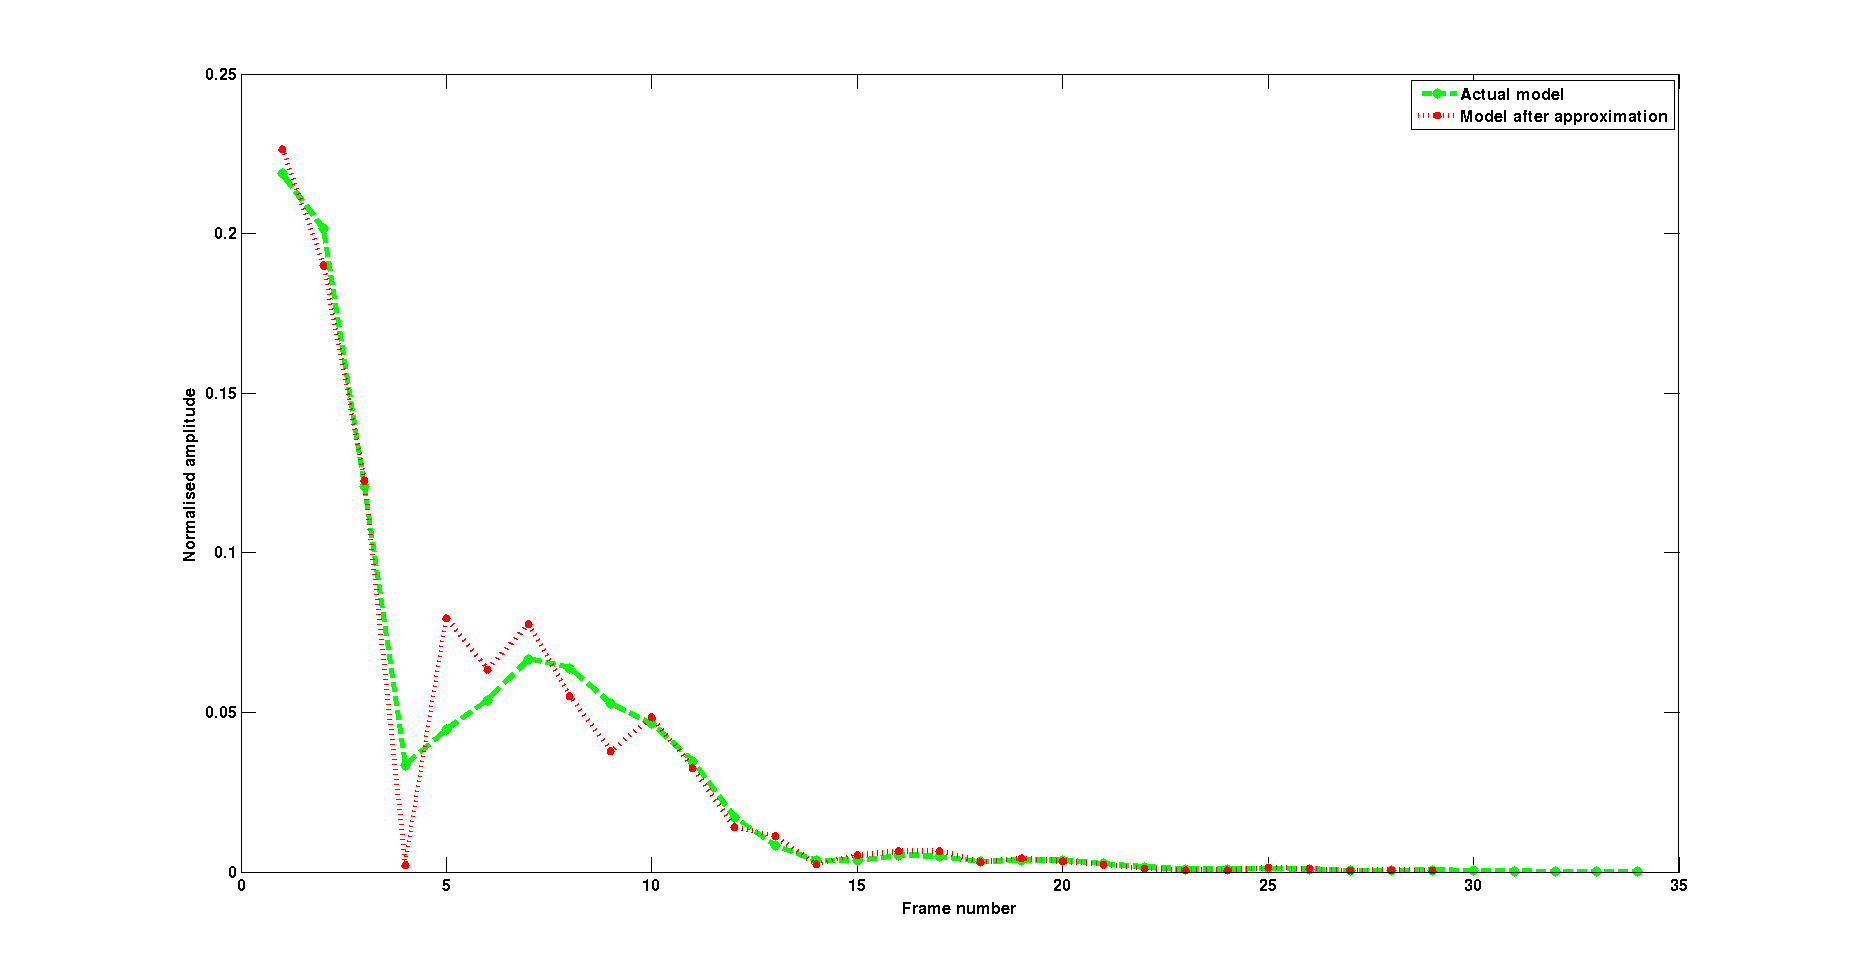 0.25
Actual model
Model after approximation
0.2
0.15
Normalised amplitude
0.1
0.05
0
0 5 10 15 20 25 30 35
Frame number